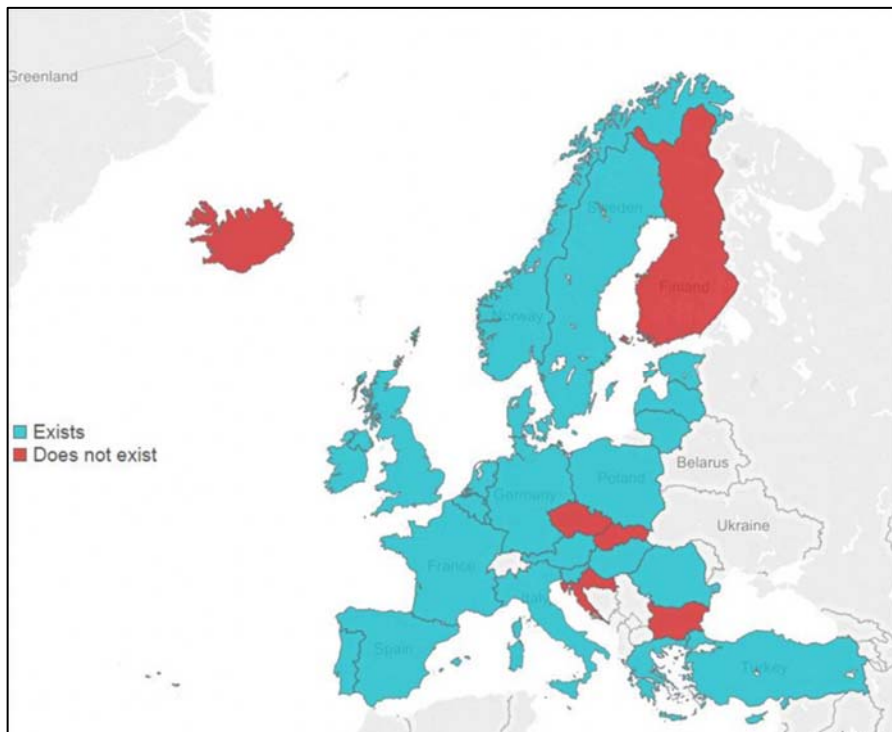 Greenland
Sweden
Finland
Norway
Exists
Does not exist
Belarus
Germany
Poland
Ukraine
France
Italy
Spain
Turkey